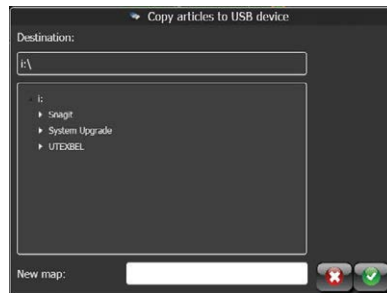 Copy articles to USB device
Destination:
i:\
i:
Snagit
System Upgrade
UTEXBEL
New map: